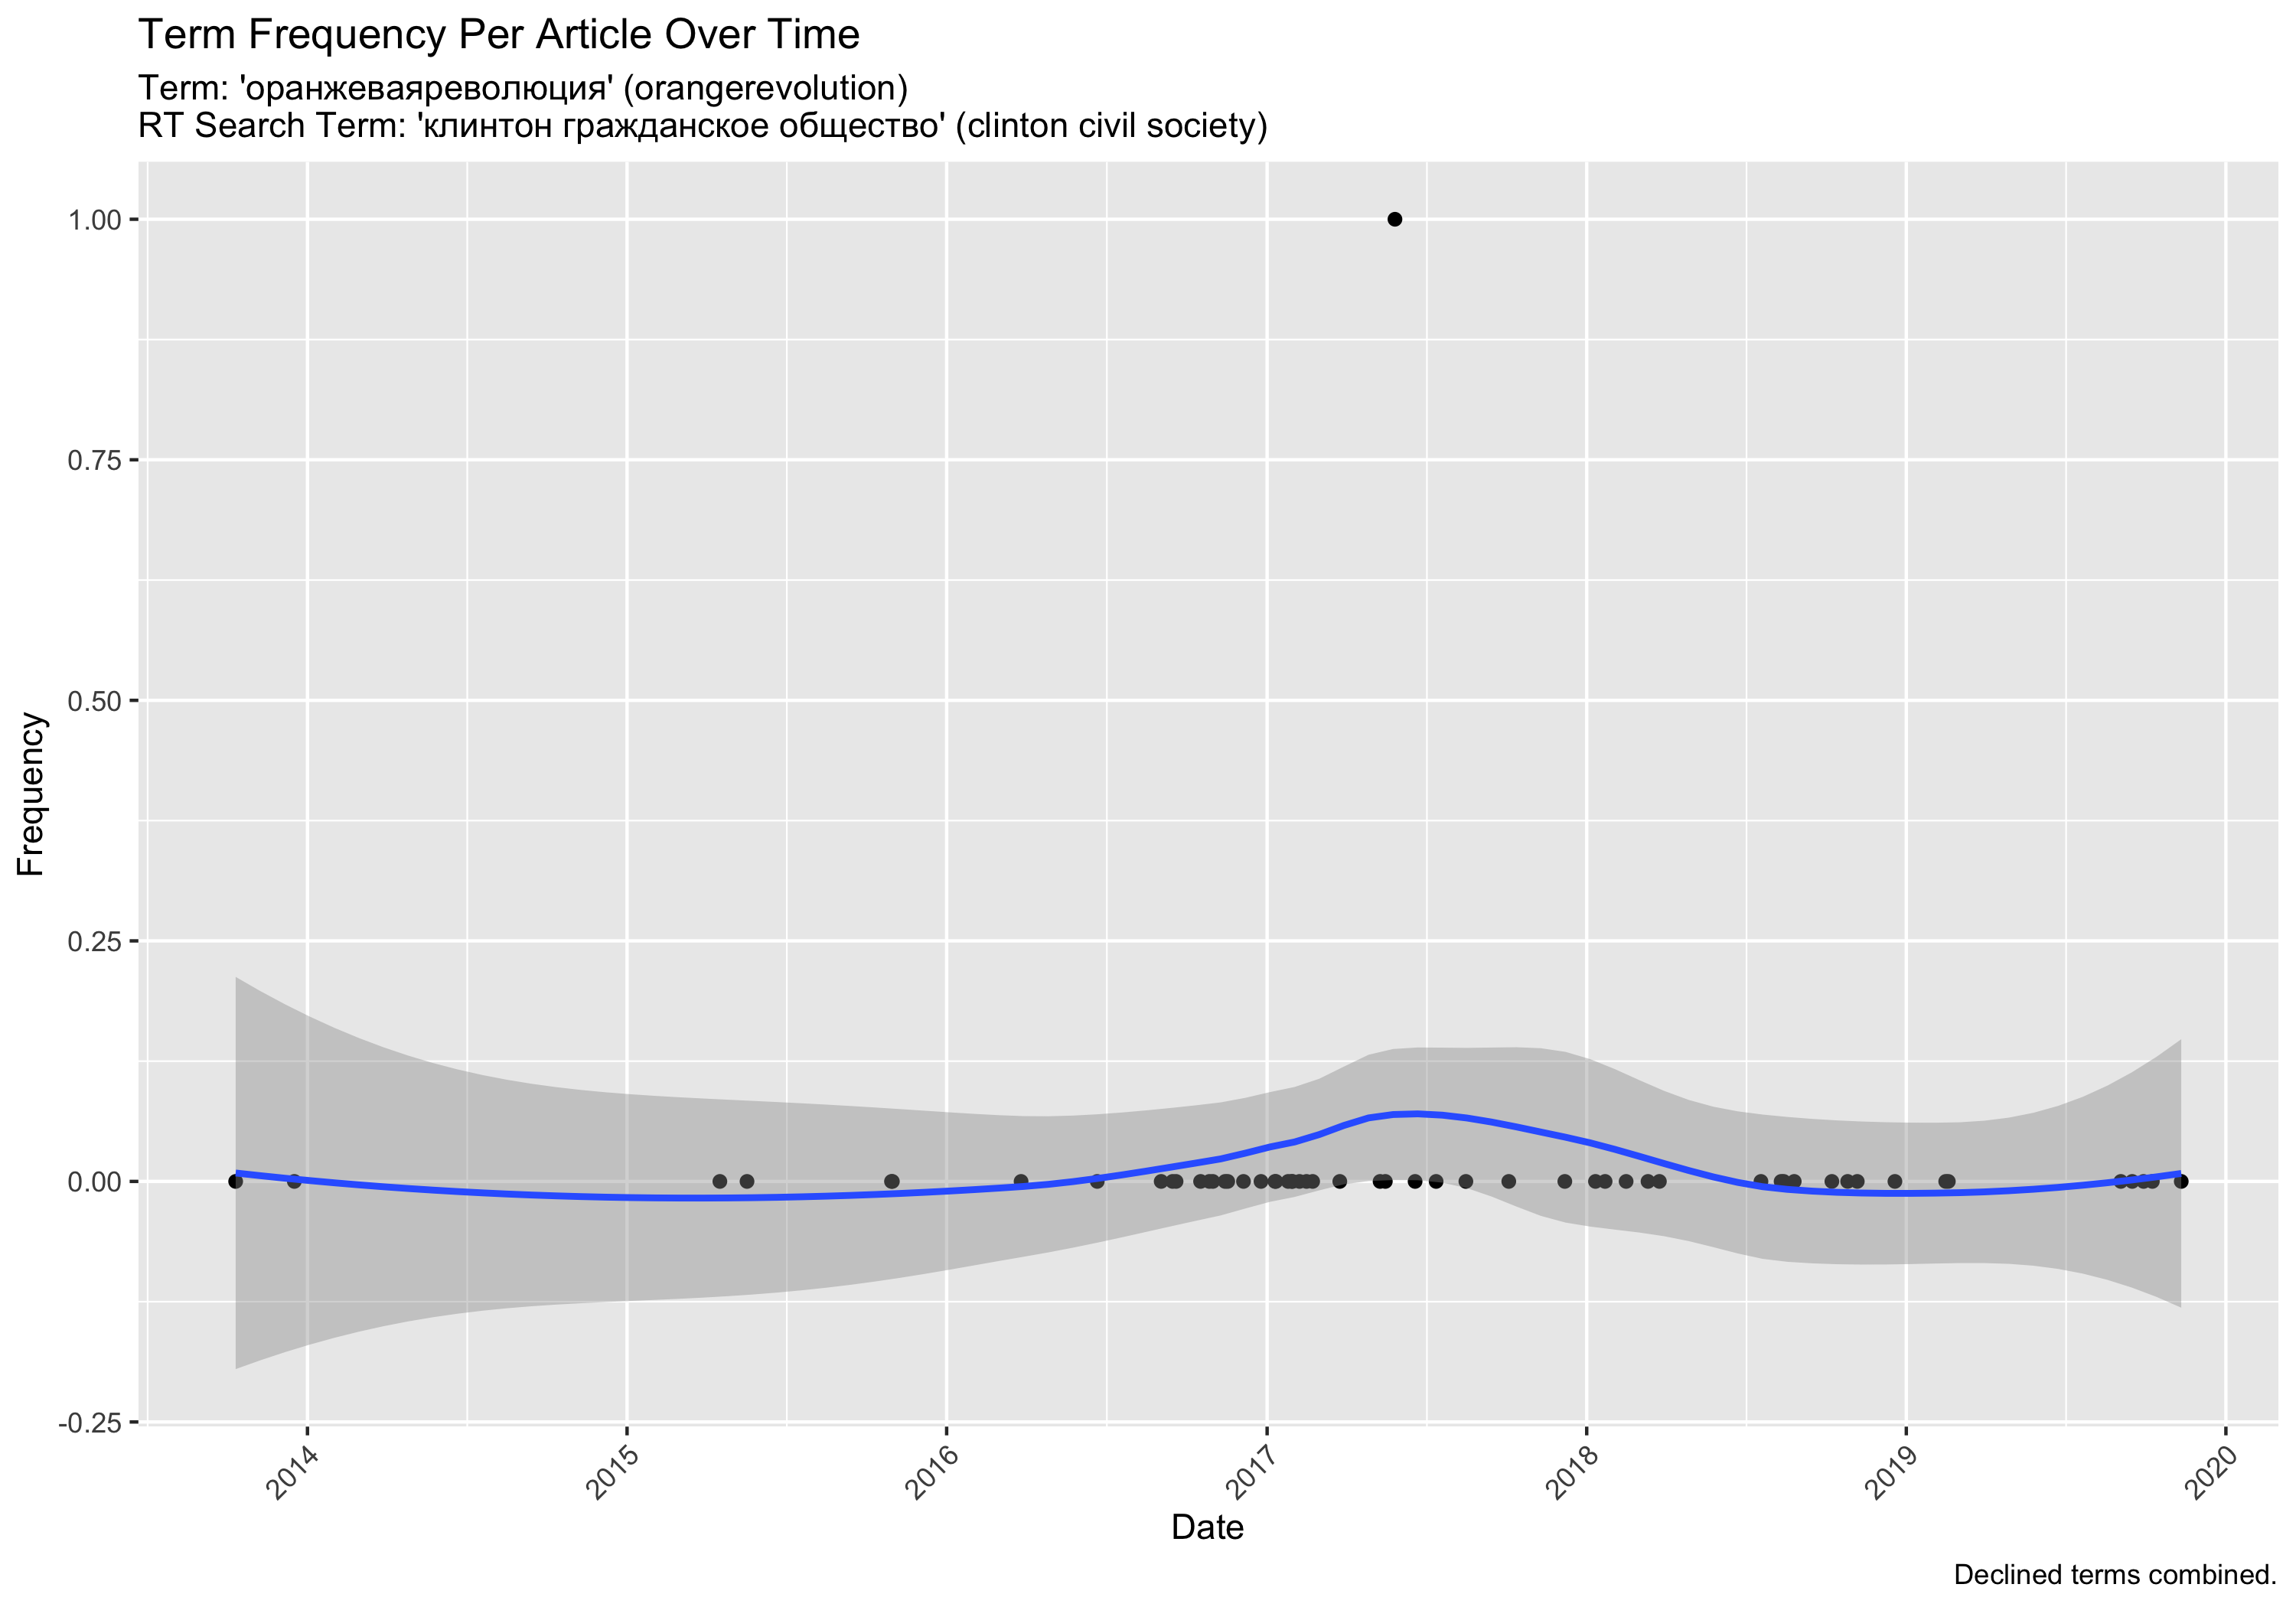 Term Frequency Per Article Over Time
Term: 'оранжеваяреволюция' (orangerevolution)
RT Search Term: 'клинтон гражданское общество' (clinton civil society)
1.00
0.75
0.50
0.25
0.00
-0.25
Frequency
2014
2015
2016
2017
2018
2019
2020
Date
Declined terms combined.